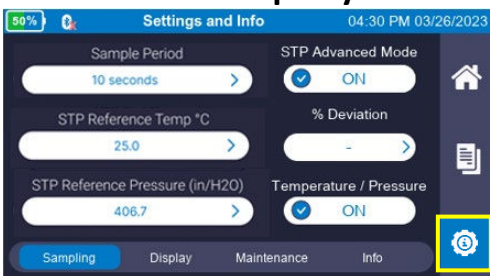 50% Settings and Info 04:30 PM 03/26/2023
Sample Period STP Advanced Mode
10 seconds ON
STP Reference Temp °C % Deviation
25.0 -
STP Reference Pressure (in/H2O) Temperature / Pressure
406.7 ON
Sampling Display Maintenance Info